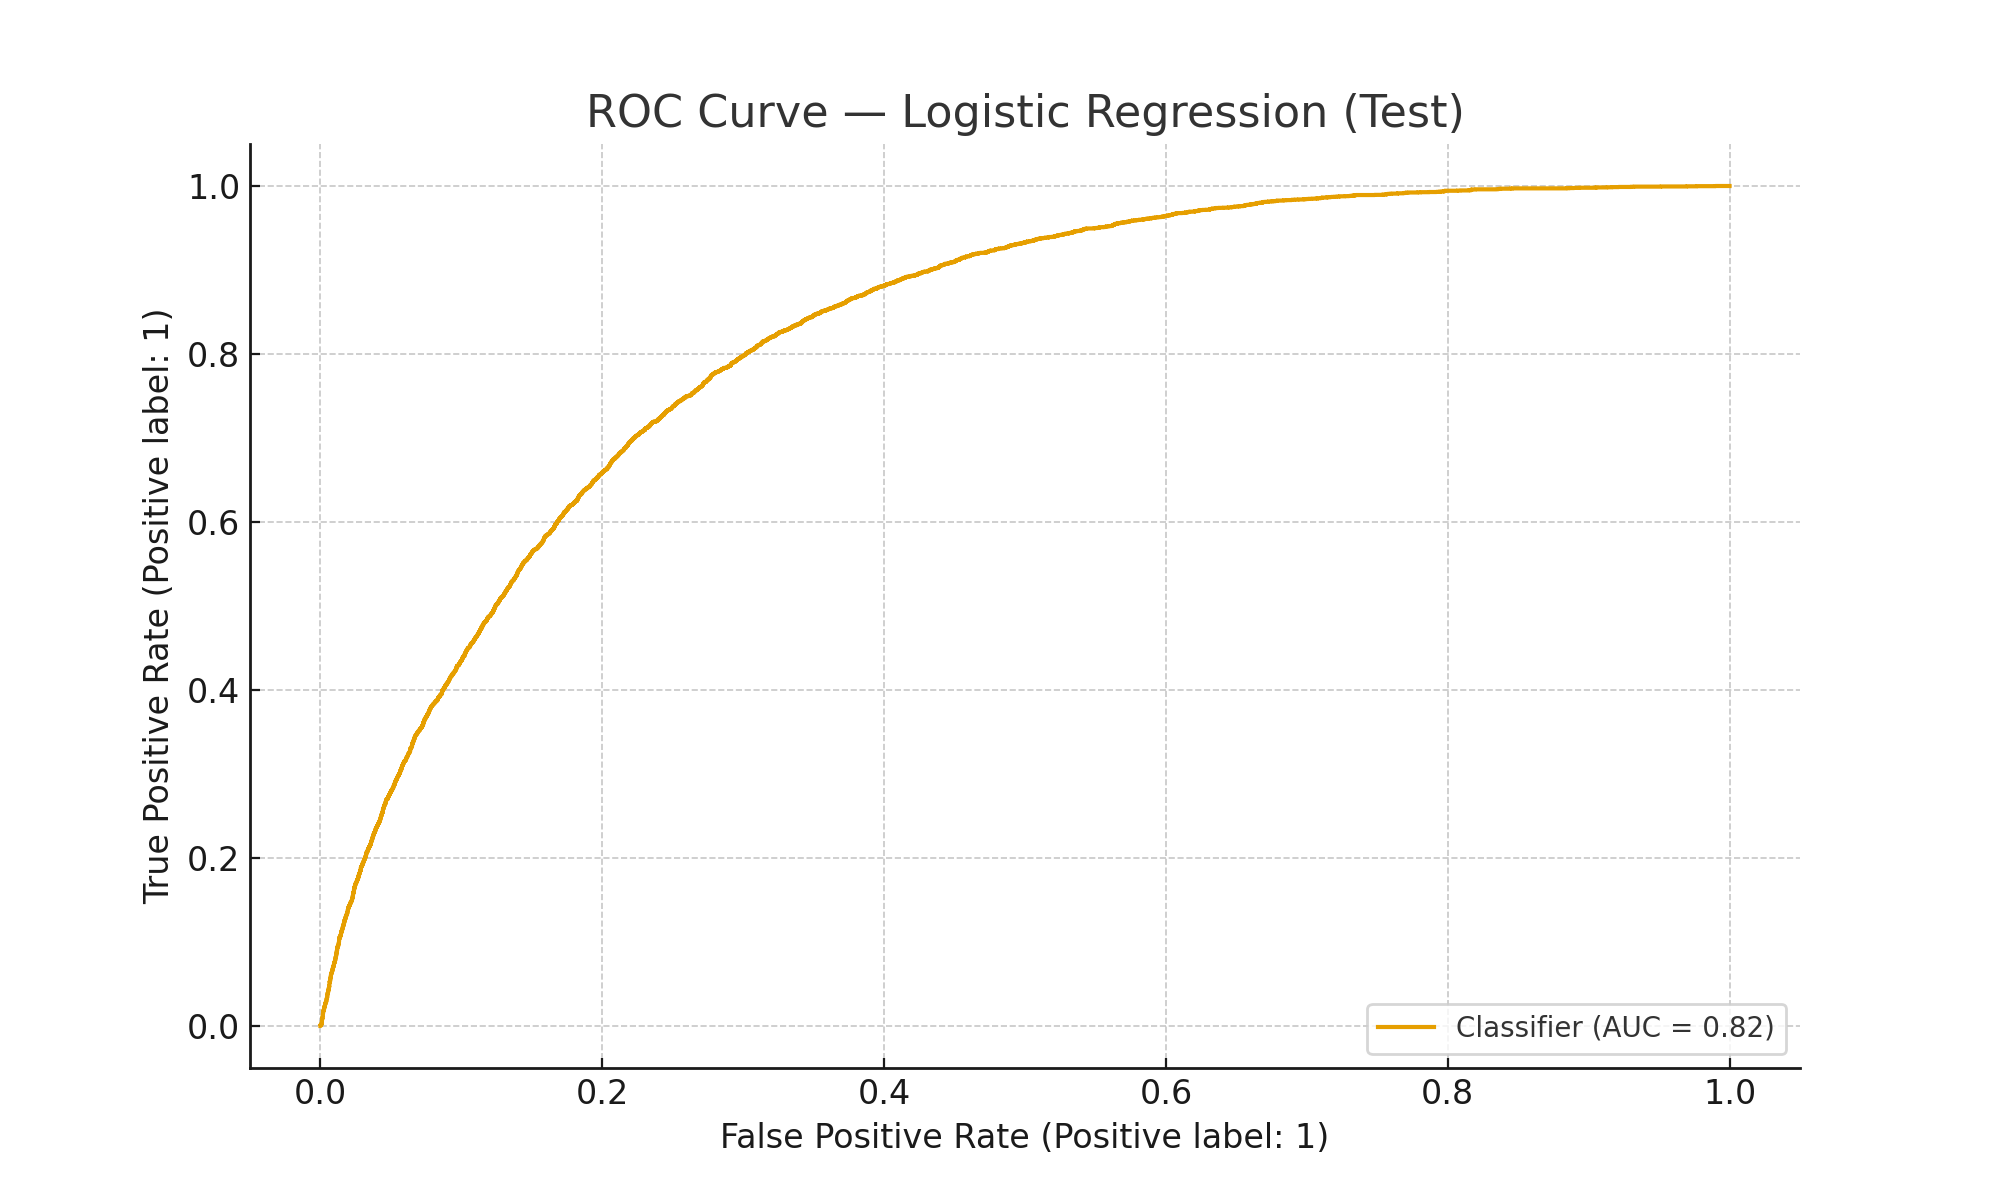 ROC Curve — Logistic Regression (Test)
True Positive Rate (Positive label: 1)
1.0
0.8
0.6
0.4
0.2
0.0
Classifier (AUC = 0.82)
0.0 0.2 0.4 0.6 0.8 1.0
False Positive Rate (Positive label: 1)